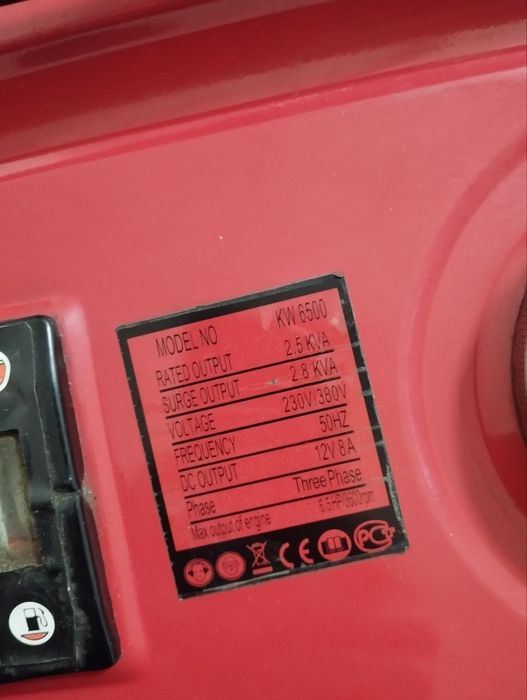 MODEL NO KW 6500
RATED OUTPUT 2.5 KVA
SURGE OUTPUT 2.8 KVA
VOLTAGE 230V/380V
FREQUENCY 50HZ
DC OUTPUT 12V 8A
Phase Three Phase
Max output of engine 6.5HP/3600rpm
CE PC